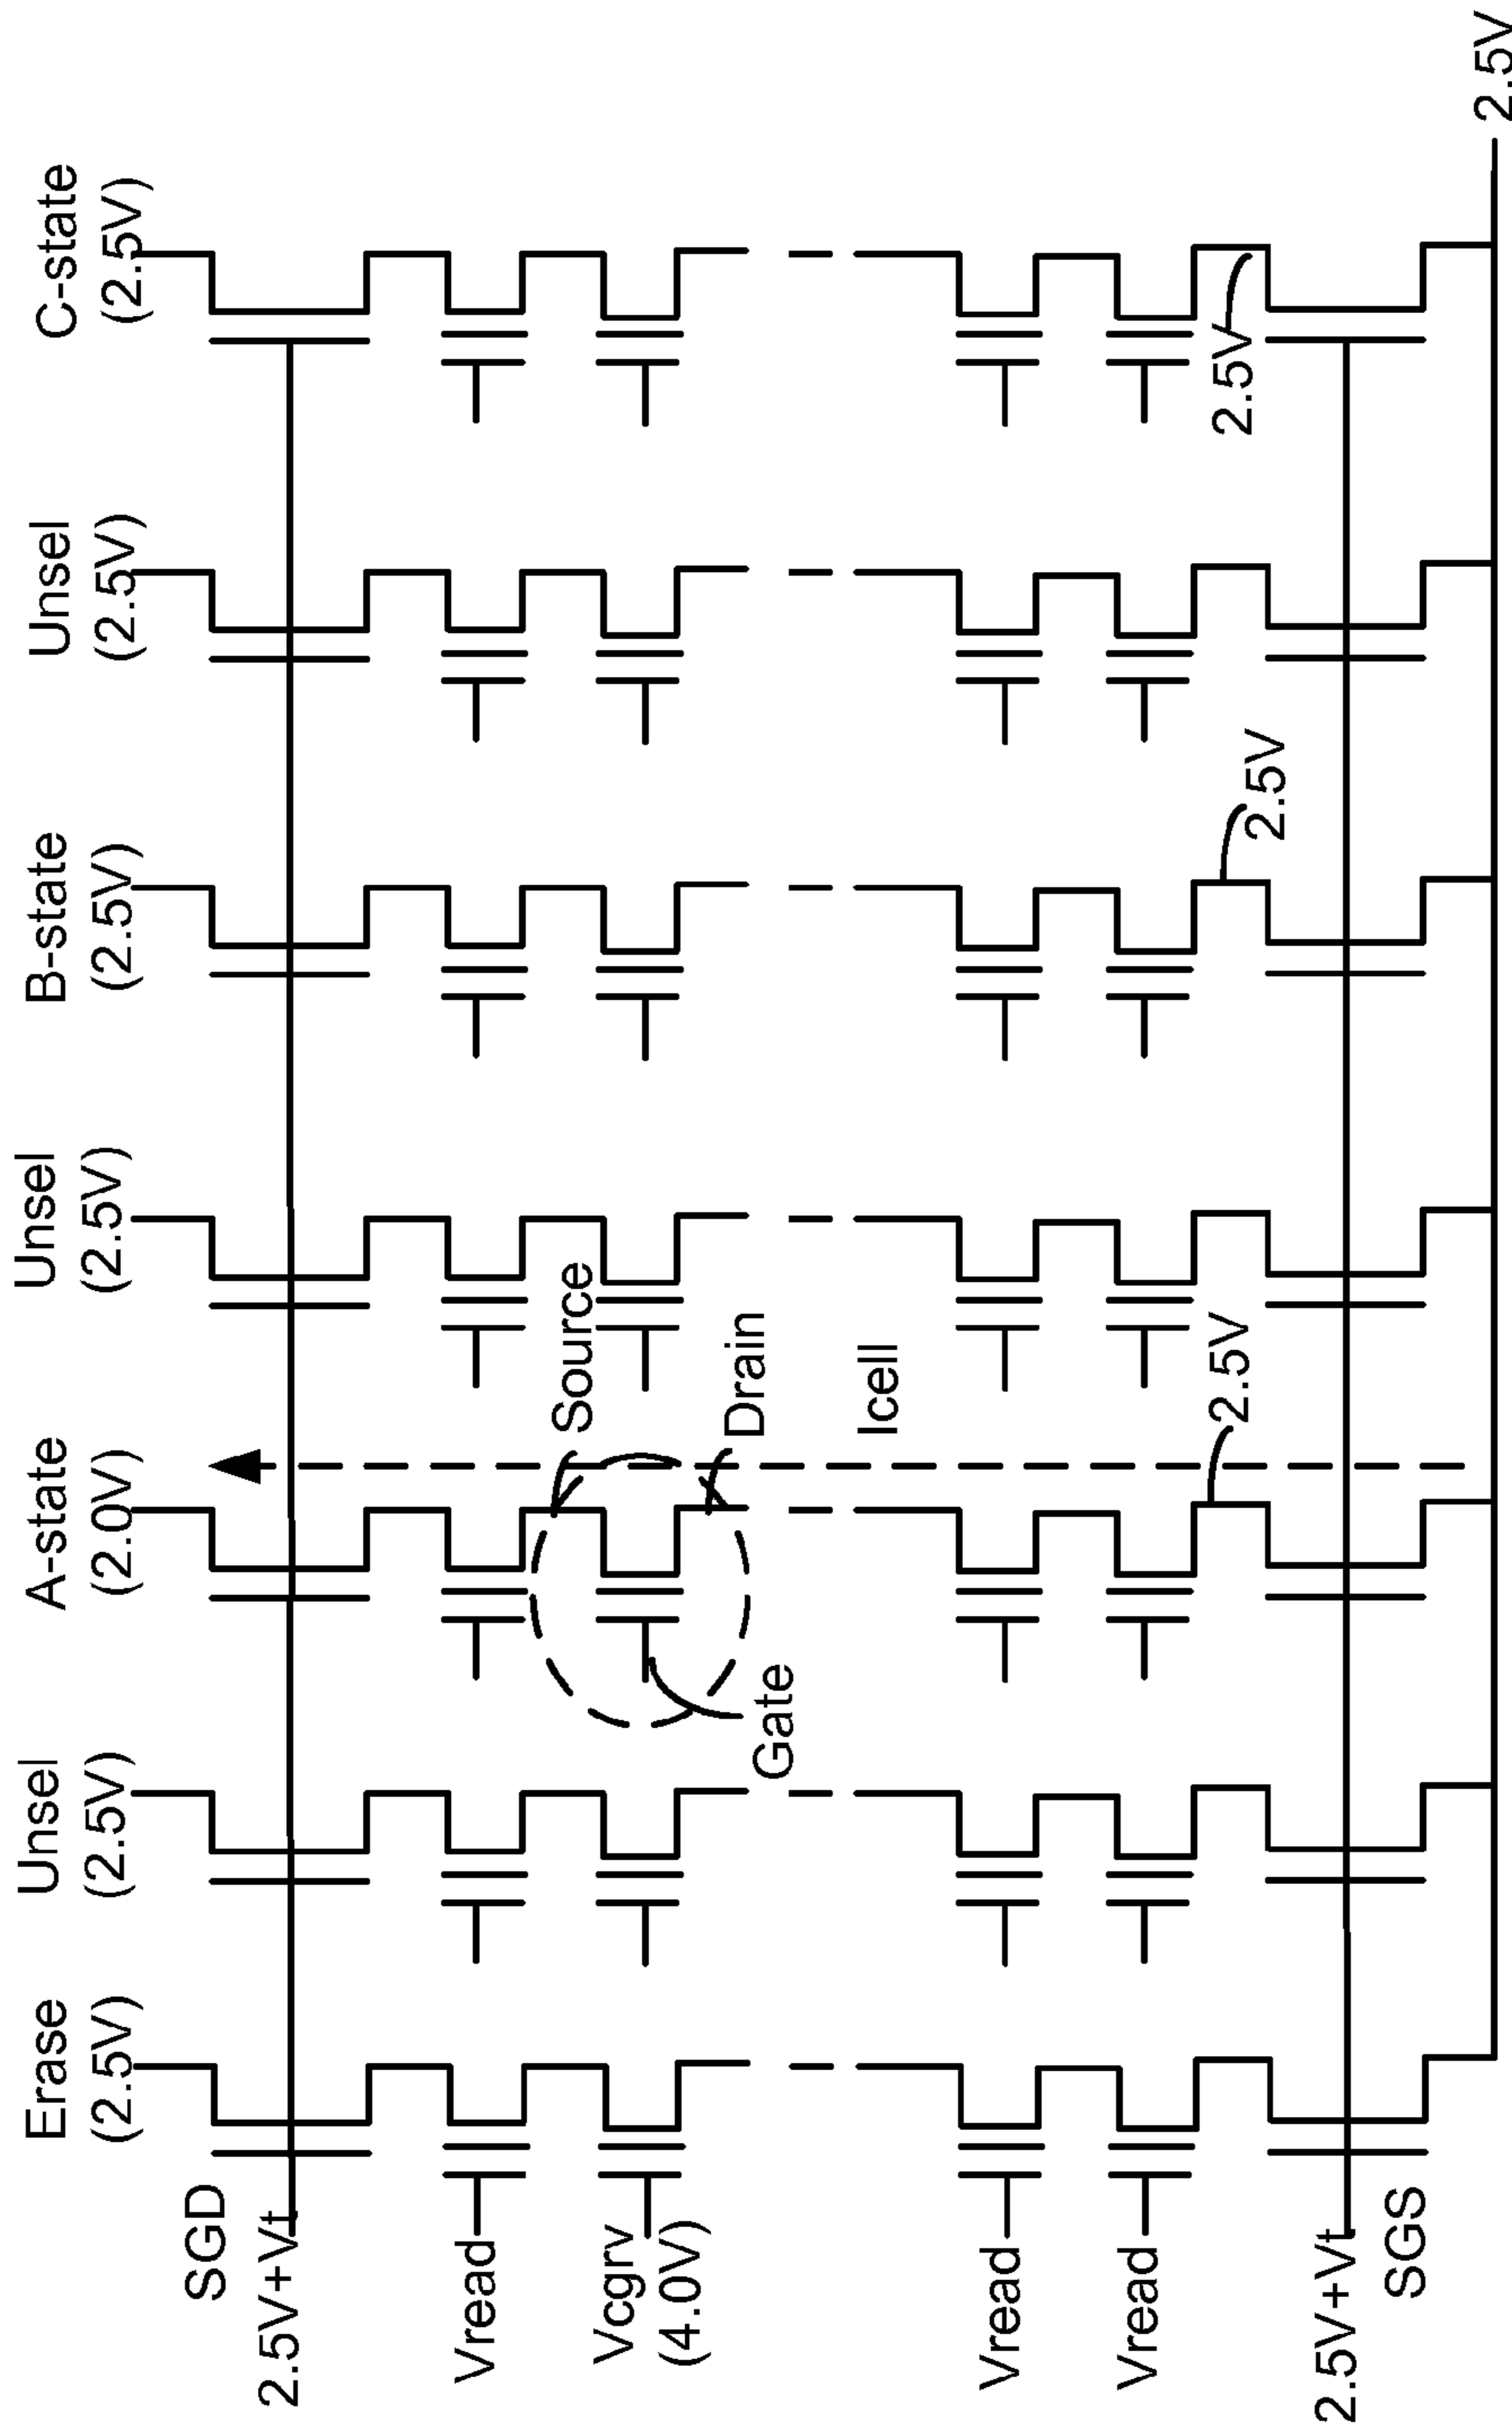 Erase
(2.5V)
Unsel
(2.5V)
A-state
(2.0V)
Unsel
(2.5V)
B-state
(2.5V)
Unsel
(2.5V)
C-state
(2.5V)
SGD
2.5V+Vt
Vread
Vcgrv
(4.0V)
Source
Gate
Drain
Icell
Vread
Vread
2.5V
2.5V
2.5V
2.5V+Vt
SGS
2.5V